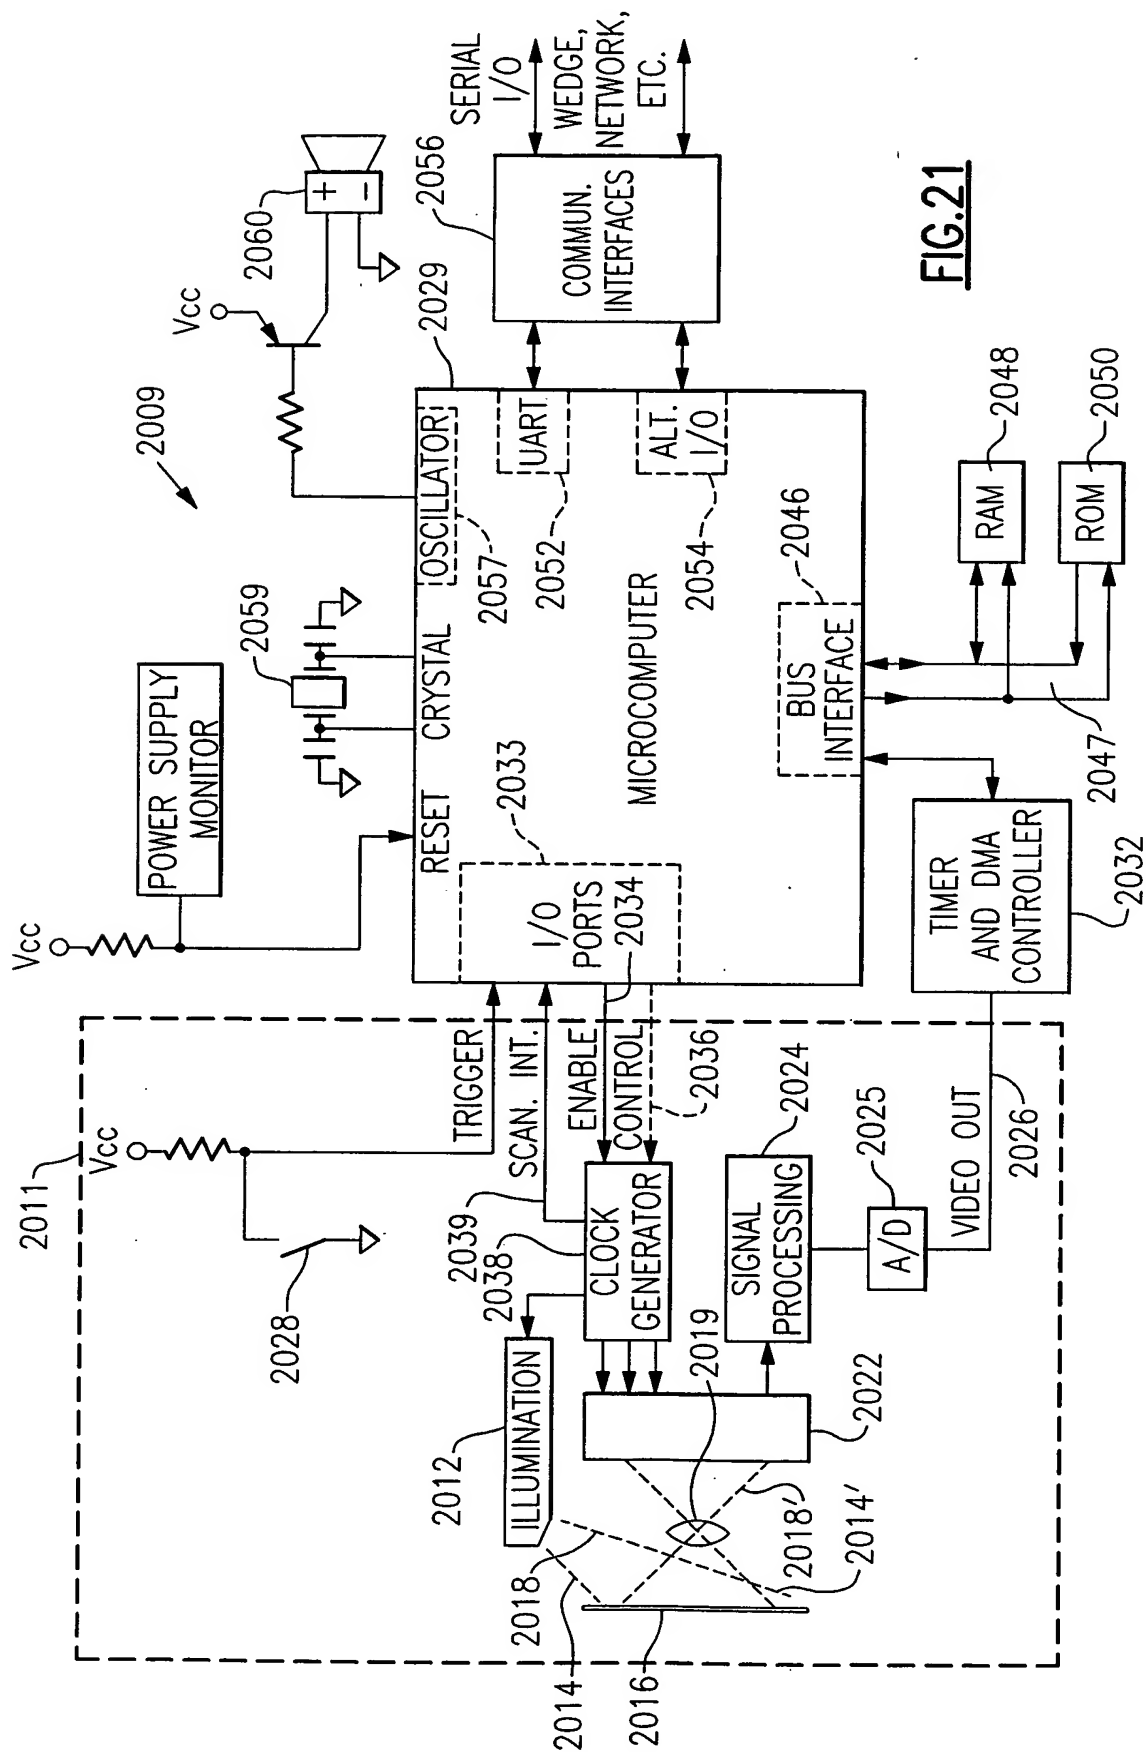 2011
Vcc
2028
TRIGGER
2039
SCAN. INT.
2038
ENABLE
CONTROL
2036
CLOCK
GENERATOR
2012
ILLUMINATION
2018
2014
2016
2019
2018'
2014'
2022
SIGNAL
PROCESSING
2024
A/D
2025
VIDEO OUT
2026
Vcc
POWER SUPPLY
MONITOR
2059
2009
Vcc
2060
+
–
RESET
CRYSTAL
OSCILLATOR
2057
2029
2033
I/O
PORTS
2034
MICROCOMPUTER
UART
2052
ALT.
I/O
2054
BUS
INTERFACE
2046
COMMUN.
INTERFACES
2056
SERIAL
I/O
WEDGE,
NETWORK,
ETC.
TIMER
AND DMA
CONTROLLER
2032
2047
RAM
2048
ROM
2050
FIG.21